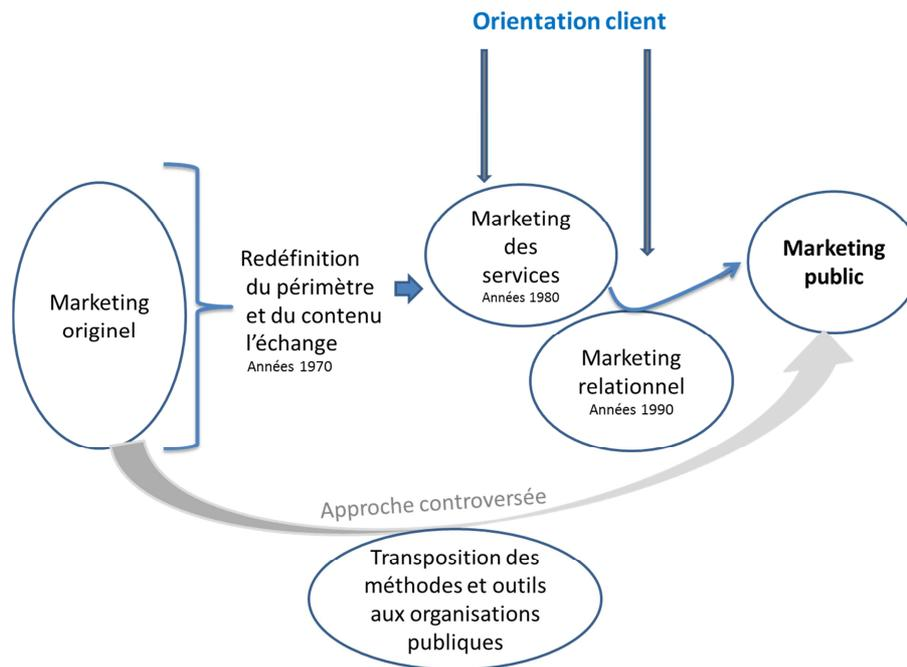 Orientation client
Marketing
originel
Redéfinition
du périmètre
et du contenu
l'échange
Années 1970
Marketing
des
services
Années 1980
Marketing
relationnel
Années 1990
Marketing
public
Approche controversée
Transposition des
méthodes et outils
aux organisations
publiques